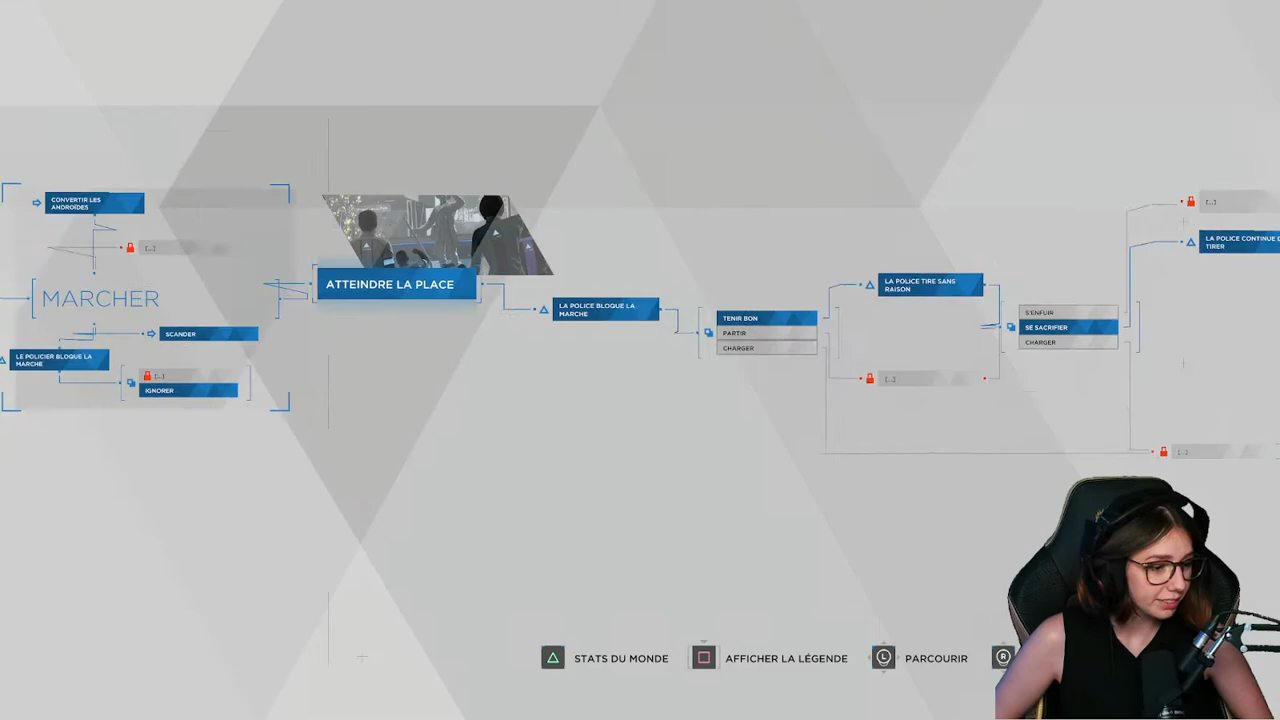 CONVERTIR LES
ANDROÏDES
[...]
MARCHER
SCANDER
LE POLICIER BLOQUE LA
MARCHE
[...]
IGNORER
ATTEINDRE LA PLACE
LA POLICE BLOQUE LA
MARCHE
TENIR BON
PARTIR
CHARGER
LA POLICE TIRE SANS
RAISON
[...]
S'ENFUIR
SE SACRIFIER
CHARGER
[...]
LA POLICE CONTINUE D
TIRER
[...]
STATS DU MONDE
AFFICHER LA LÉGENDE
L
PARCOURIR
R